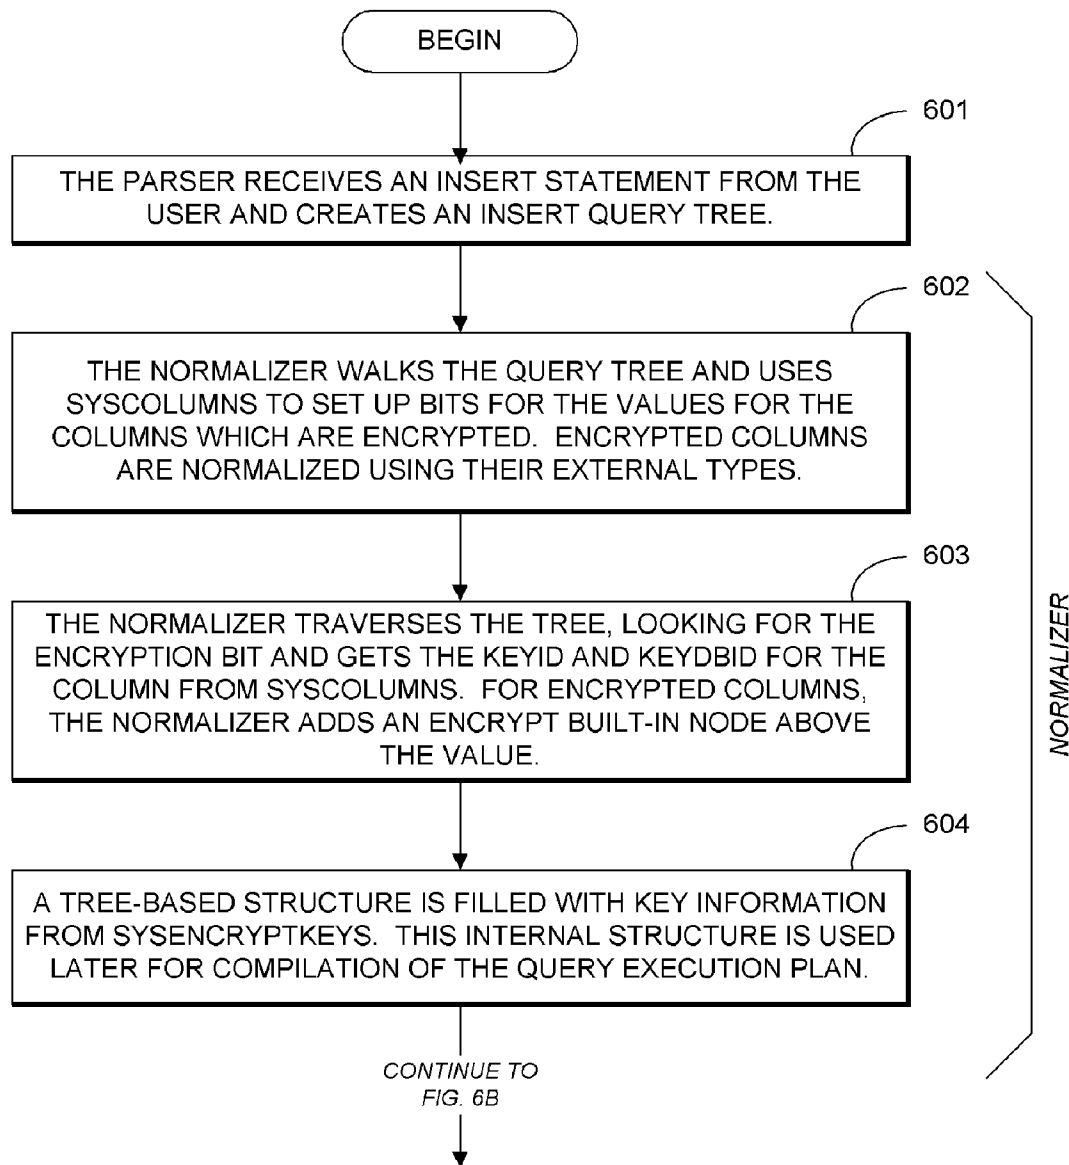 BEGIN
601
THE PARSER RECEIVES AN INSERT STATEMENT FROM THE
USER AND CREATES AN INSERT QUERY TREE.
602
THE NORMALIZER WALKS THE QUERY TREE AND USES
SYSCOLUMNS TO SET UP BITS FOR THE VALUES FOR THE
COLUMNS WHICH ARE ENCRYPTED. ENCRYPTED COLUMNS
ARE NORMALIZED USING THEIR EXTERNAL TYPES.
603
THE NORMALIZER TRAVERSES THE TREE, LOOKING FOR THE
ENCRYPTION BIT AND GETS THE KEYID AND KEYDBID FOR THE
COLUMN FROM SYSCOLUMNS. FOR ENCRYPTED COLUMNS,
THE NORMALIZER ADDS AN ENCRYPT BUILT-IN NODE ABOVE
THE VALUE.
NORMALIZER
604
A TREE-BASED STRUCTURE IS FILLED WITH KEY INFORMATION
FROM SYSENCRYPTKEYS. THIS INTERNAL STRUCTURE IS USED
LATER FOR COMPILATION OF THE QUERY EXECUTION PLAN.
CONTINUE TO
FIG. 6B